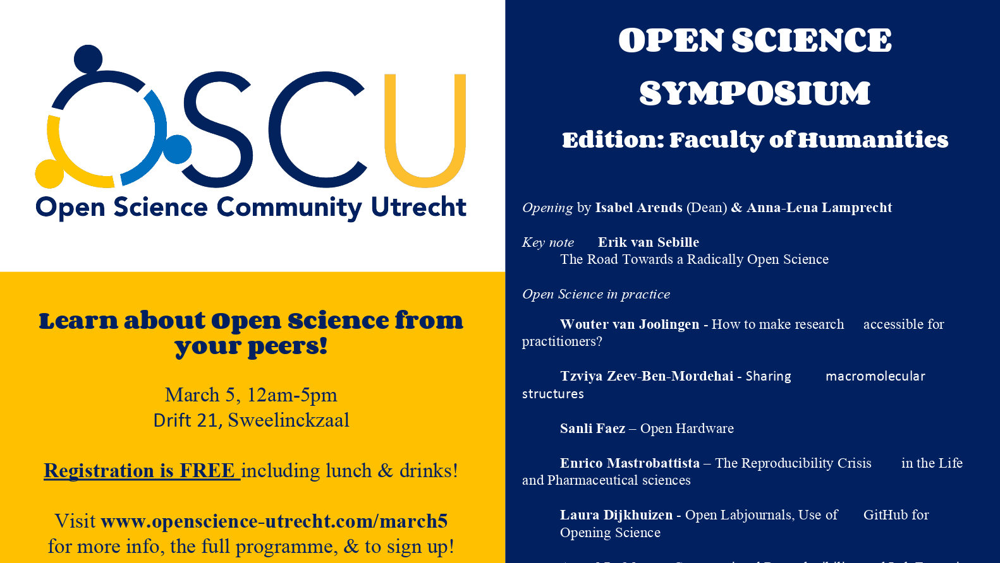 OSCU
Open Science Community Utrecht
Learn about Open Science from
your peers!
March 5, 12am-5pm
Drift 21, Sweelinckzaal
Registration is FREE including lunch & drinks!
Visit www.openscience-utrecht.com/march5
for more info, the full programme, & to sign up!
OPEN SCIENCE
SYMPOSIUM
Edition: Faculty of Humanities
Opening by Isabel Arends (Dean) & Anna-Lena Lamprecht
Key note Erik van Sebille
The Road Towards a Radically Open Science
Open Science in practice
Wouter van Joolingen - How to make research accessible for
practitioners?
Tzviya Zeev-Ben-Mordehai - Sharing macromolecular
structures
Sanli Faez – Open Hardware
Enrico Mastrobattista – The Reproducibility Crisis in the Life
and Pharmaceutical sciences
Laura Dijkhuizen - Open Labjournals, Use of GitHub for
Opening Science